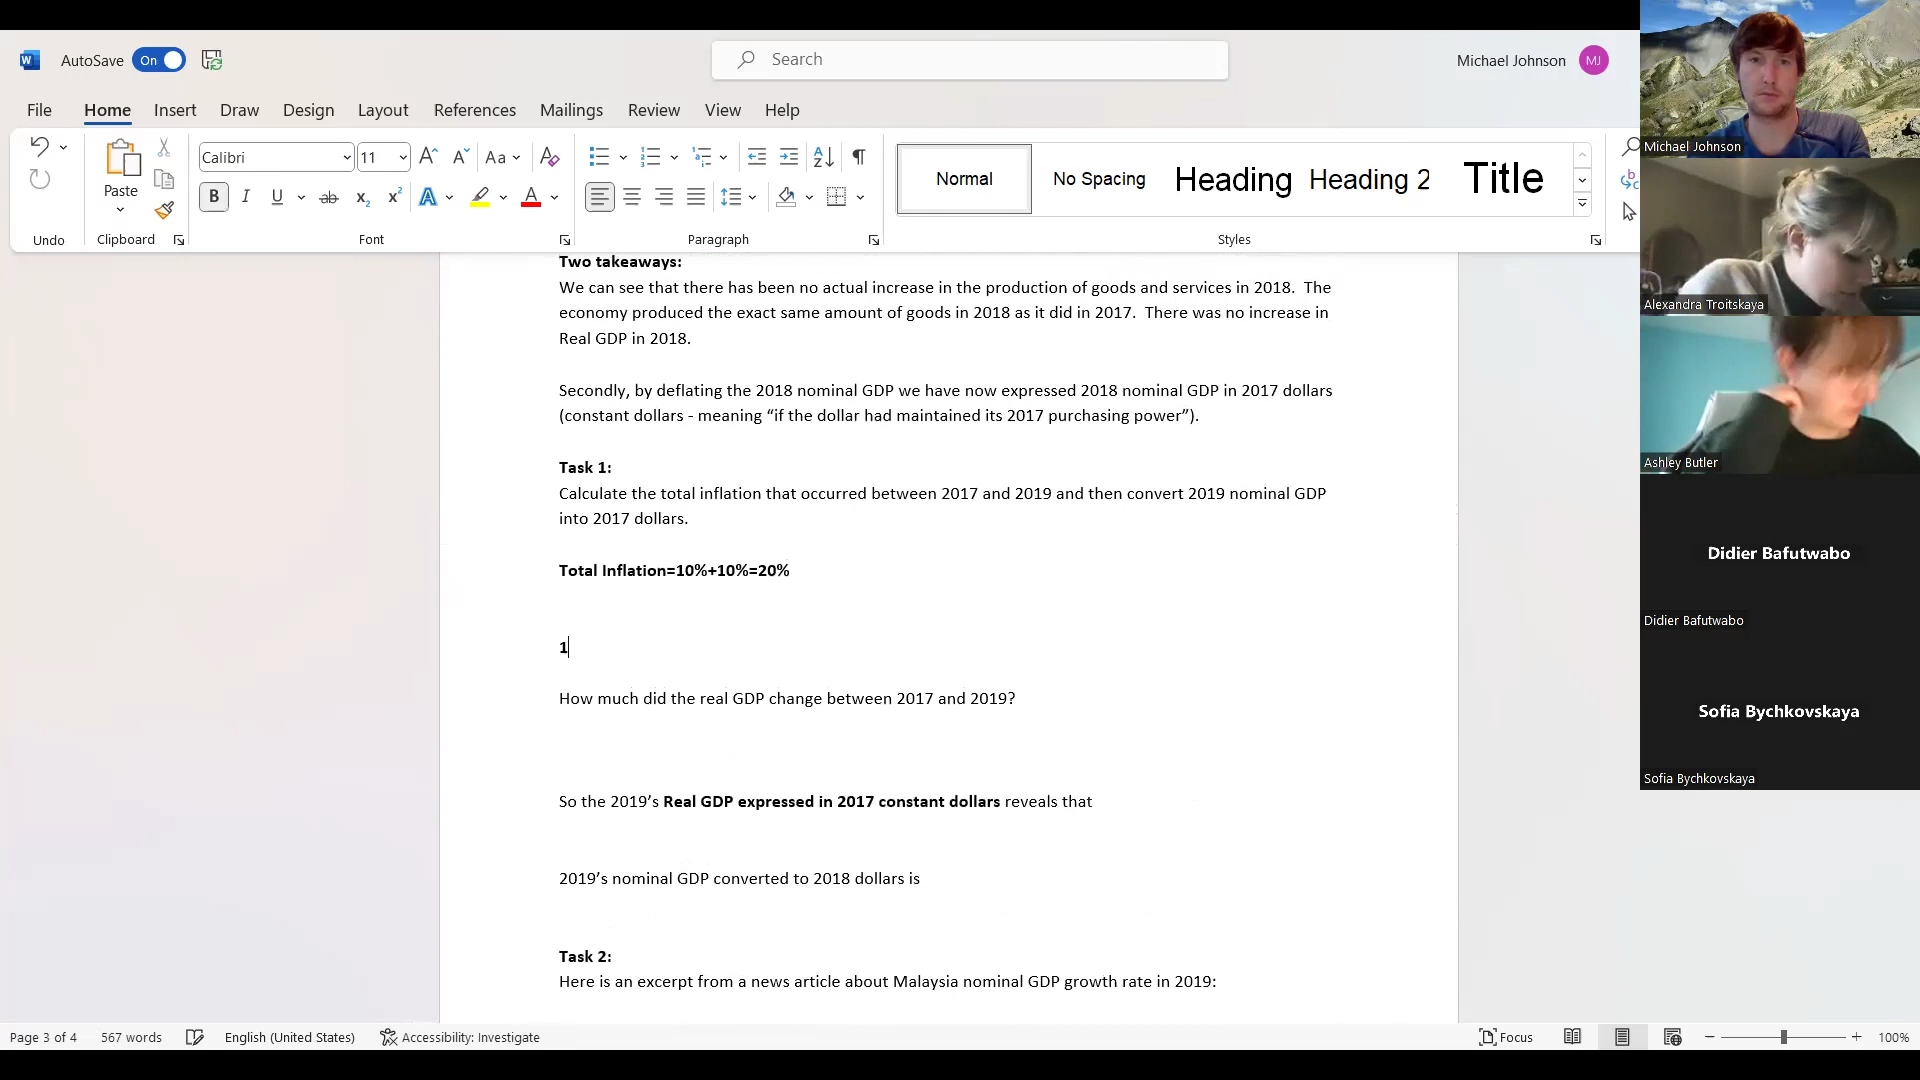 AutoSave On Search Michael Johnson MJ
File Home Insert Draw Design Layout References Mailings Review View Help
Paste Calibri 11 Aa Normal No Spacing Heading Heading 2 Title
Undo Clipboard Font Paragraph Styles
Two takeaways:
We can see that there has been no actual increase in the production of goods and services in 2018. The
economy produced the exact same amount of goods in 2018 as it did in 2017. There was no increase in
Real GDP in 2018.
Secondly, by deflating the 2018 nominal GDP we have now expressed 2018 nominal GDP in 2017 dollars
(constant dollars - meaning “if the dollar had maintained its 2017 purchasing power”).
Task 1:
Calculate the total inflation that occurred between 2017 and 2019 and then convert 2019 nominal GDP
into 2017 dollars.
Total Inflation=10%+10%=20%
1
How much did the real GDP change between 2017 and 2019?
So the 2019’s Real GDP expressed in 2017 constant dollars reveals that
2019’s nominal GDP converted to 2018 dollars is
Task 2:
Here is an excerpt from a news article about Malaysia nominal GDP growth rate in 2019:
Page 3 of 4 567 words English (United States) Accessibility: Investigate Focus 100%
Michael Johnson
Alexandra Troitskaya
Ashley Butler
Didier Bafutwabo
Didier Bafutwabo
Sofia Bychkovskaya
Sofia Bychkovskaya